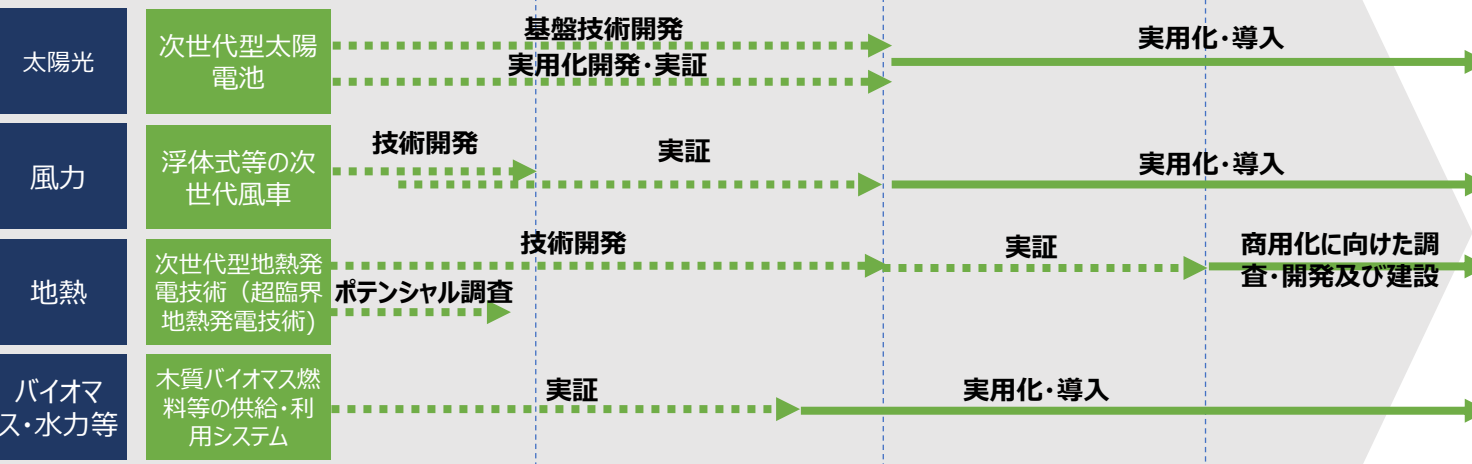 太陽光
次世代型太陽
電池
基盤技術開発
実用化開発・実証
実用化・導入
風力
浮体式等の次
世代風車
技術開発
実証
実用化・導入
地熱
次世代型地熱発
電技術（超臨界
地熱発電技術)
技術開発
ポテンシャル調査
実証
商用化に向けた調
査・開発及び建設
バイオマ
ス・水力等
木質バイオマス燃
料等の供給・利
用システム
実証
実用化・導入